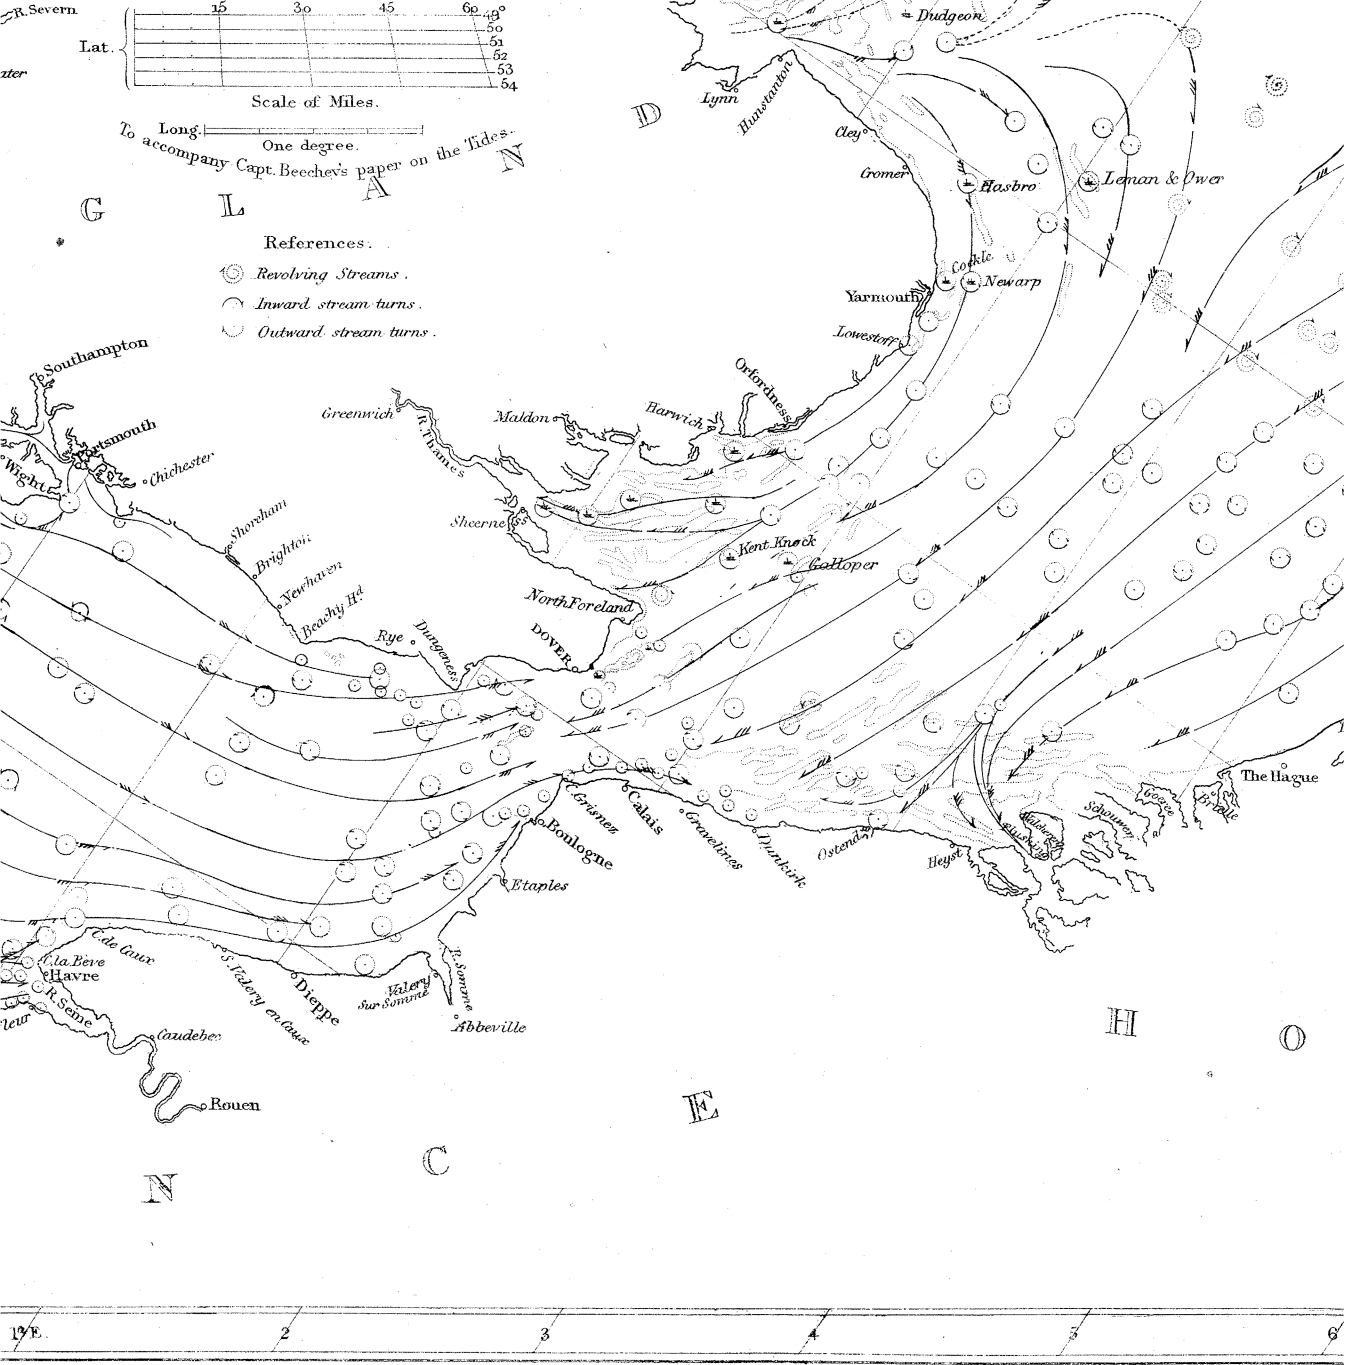 R. Severn
15 30 45 60 49°
50
51
Lat.
52
53
54
Scale of Miles.
Long.
One degree.
To accompany Capt. Beechey's paper on the Tides.
G L A N D
References.
Revolving Streams.
Inward stream turns.
Outward stream turns.
Dudgeon
Lynn
Hunstanton
Cley
Cromer
Hasbro
Leman & Ower
Cockle
Newarp
Yarmouth
Lowestoff
Orfordness
Harwich
Maldon
Greenwich
R. Thames
Sheerness
Kent Knock
Galloper
North Foreland
DOVER
Southampton
Portsmouth
Wight
Chichester
Shoreham
Brighton
Newhaven
Beachy Hd
Rye
Dungeness
C. Grisnez
Calais
Gravelines
Dunkirk
Ostend
Heyst
Flushing
Walcheren
Schouwen
Goeree
Brielle
The Hague
Boulogne
Etaples
R. Somme
Valery
Sur Somme
Abbeville
Dieppe
S. Valery en Caux
C. de Caux
C. la Beve
Havre
R. Seine
fleur
Caudebec
Rouen
H O
E
C
N
1° E. 2 3 4 5 6